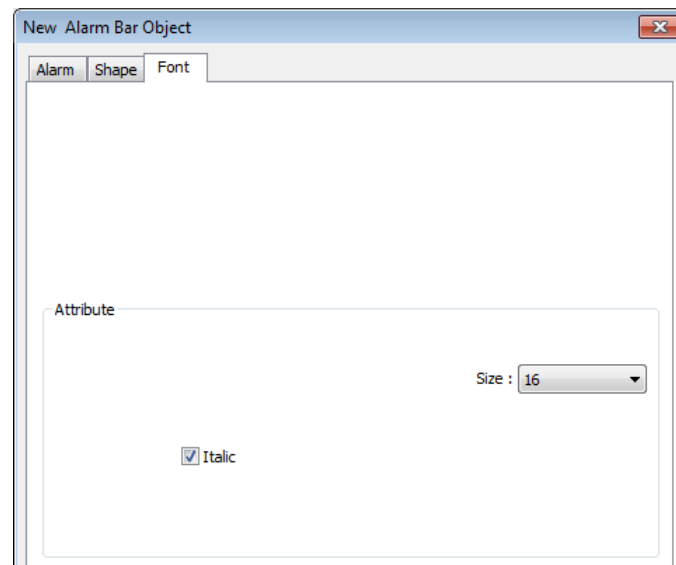 New Alarm Bar Object
Alarm Shape Font
Attribute
Size : 16
Italic